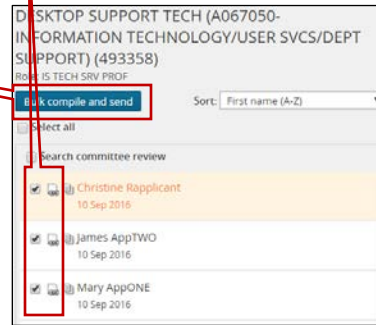 DESKTOP SUPPORT TECH (A067050-
INFORMATION TECHNOLOGY/USER SVCS/DEPT
SUPPORT) (493358)
Role: IS TECH SRV PROF
Bulk compile and send Sort: First name (A-Z)
Select all
Search committee review
Christine Rapplicant
10 Sep 2016
James AppTWO
10 Sep 2016
Mary AppONE
10 Sep 2016